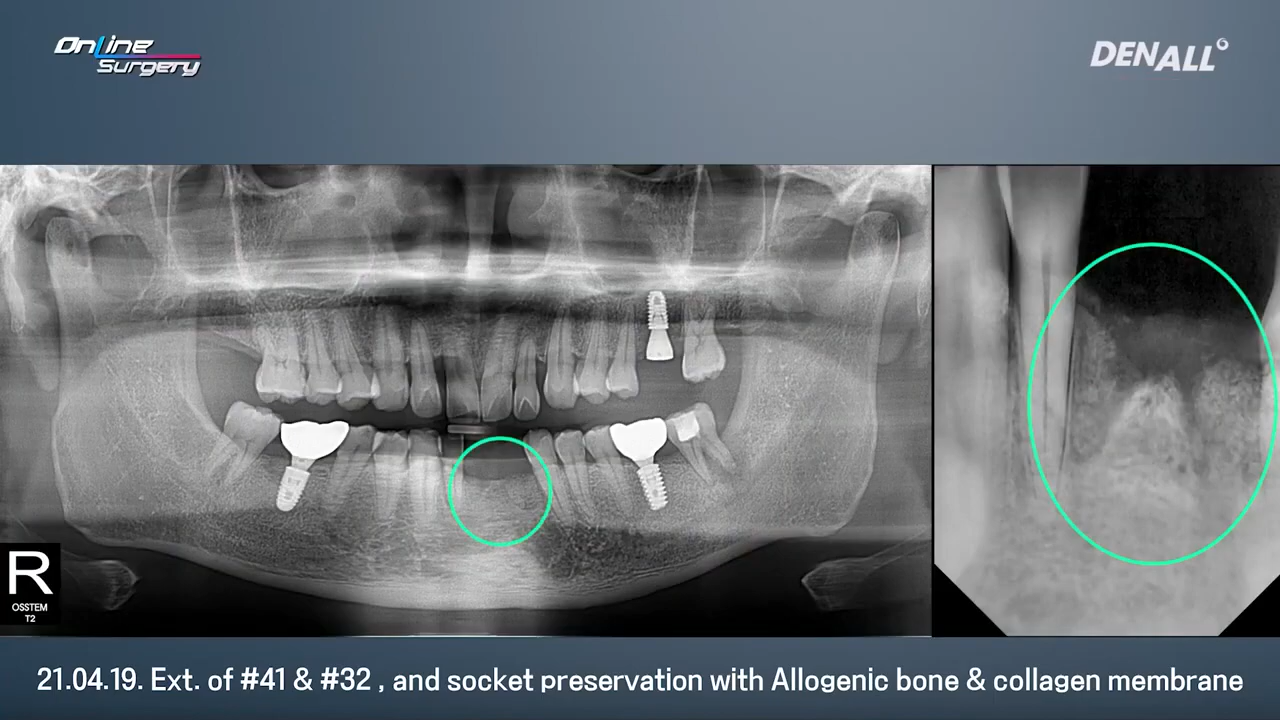 OnLine
Surgery
DENALL
R
OSSTEM
T2
21.04.19. Ext. of #41 & #32 , and socket preservation with Allogenic bone & collagen membrane